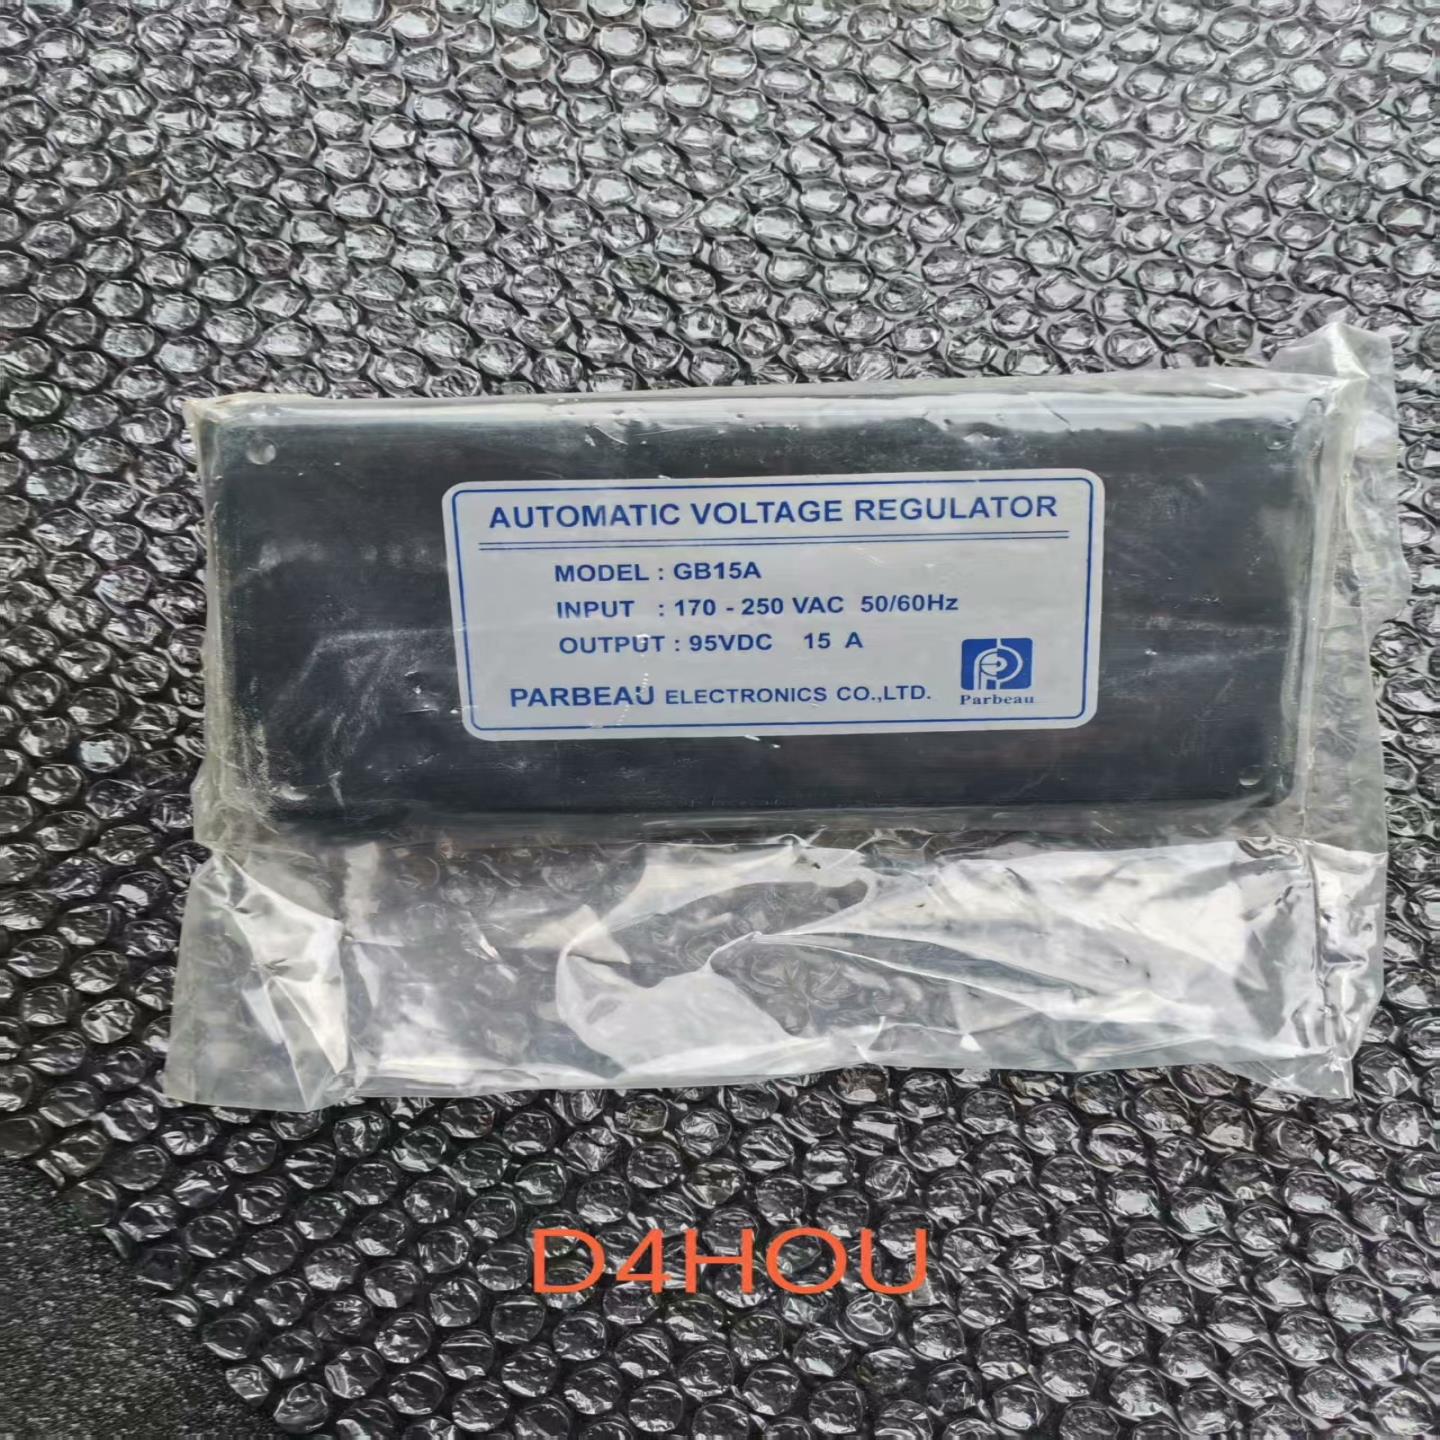 AUTOMATIC VOLTAGE REGULATOR
MODEL : GB15A
INPUT : 170 - 250 VAC 50/60Hz
OUTPUT : 95VDC 15 A
PARBEAU ELECTRONICS CO.,LTD.
Parbeau
D4HOU